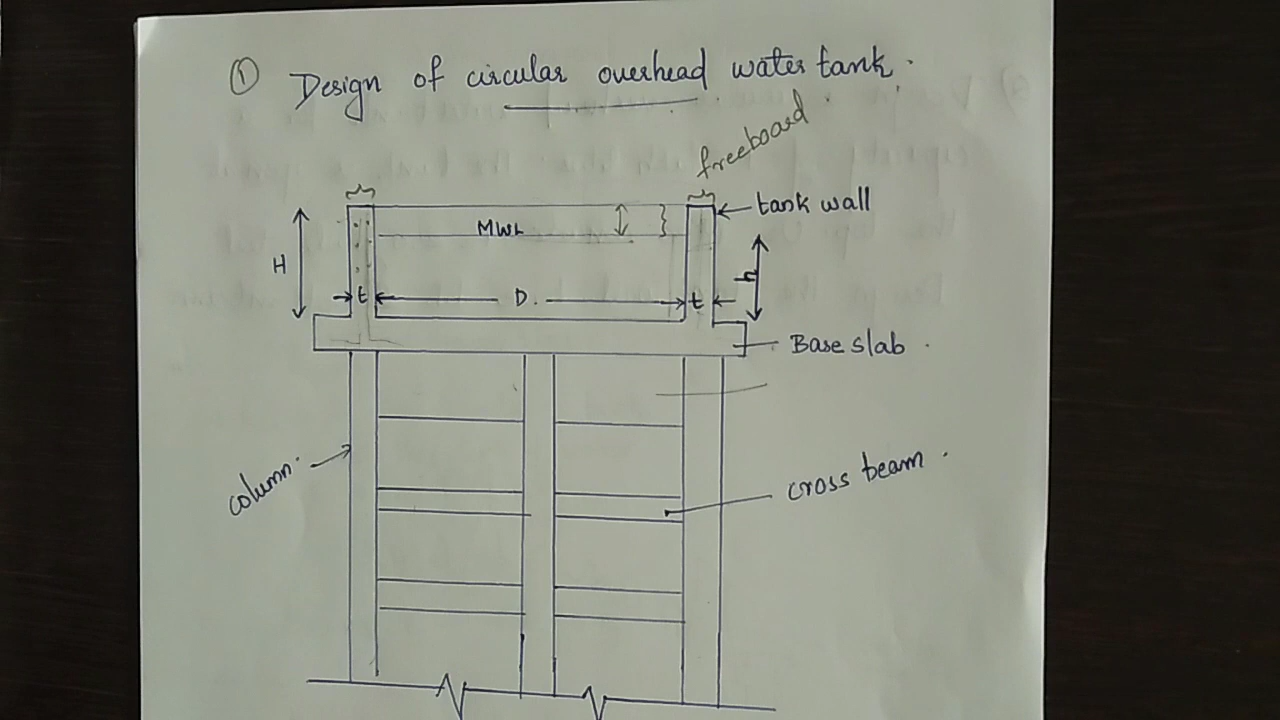 ① Design of circular overhead water tank.
freeboard
tank wall
MWL
H
h
t
D.
t
Base slab.
column.
cross beam.